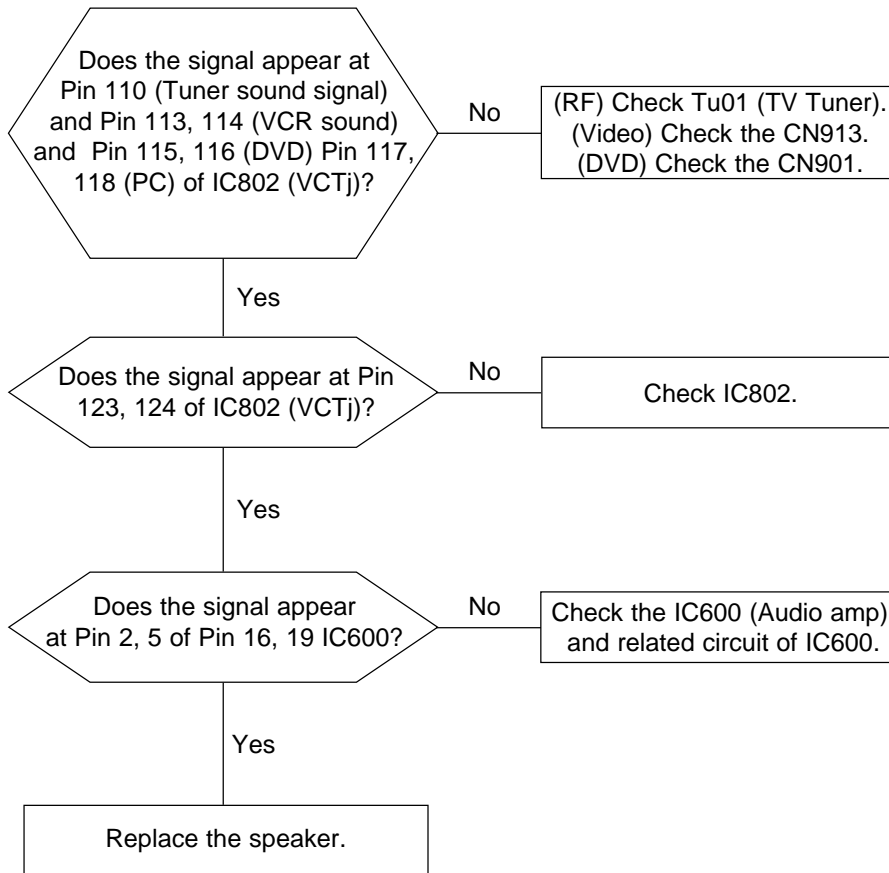 Does the signal appear at
Pin 110 (Tuner sound signal)
and Pin 113, 114 (VCR sound)
and Pin 115, 116 (DVD) Pin 117,
118 (PC) of IC802 (VCTj)?
No
(RF) Check Tu01 (TV Tuner).
(Video) Check the CN913.
(DVD) Check the CN901.
Yes
Does the signal appear at Pin
123, 124 of IC802 (VCTj)?
No
Check IC802.
Yes
Does the signal appear
at Pin 2, 5 of Pin 16, 19 IC600?
No
Check the IC600 (Audio amp)
and related circuit of IC600.
Yes
Replace the speaker.